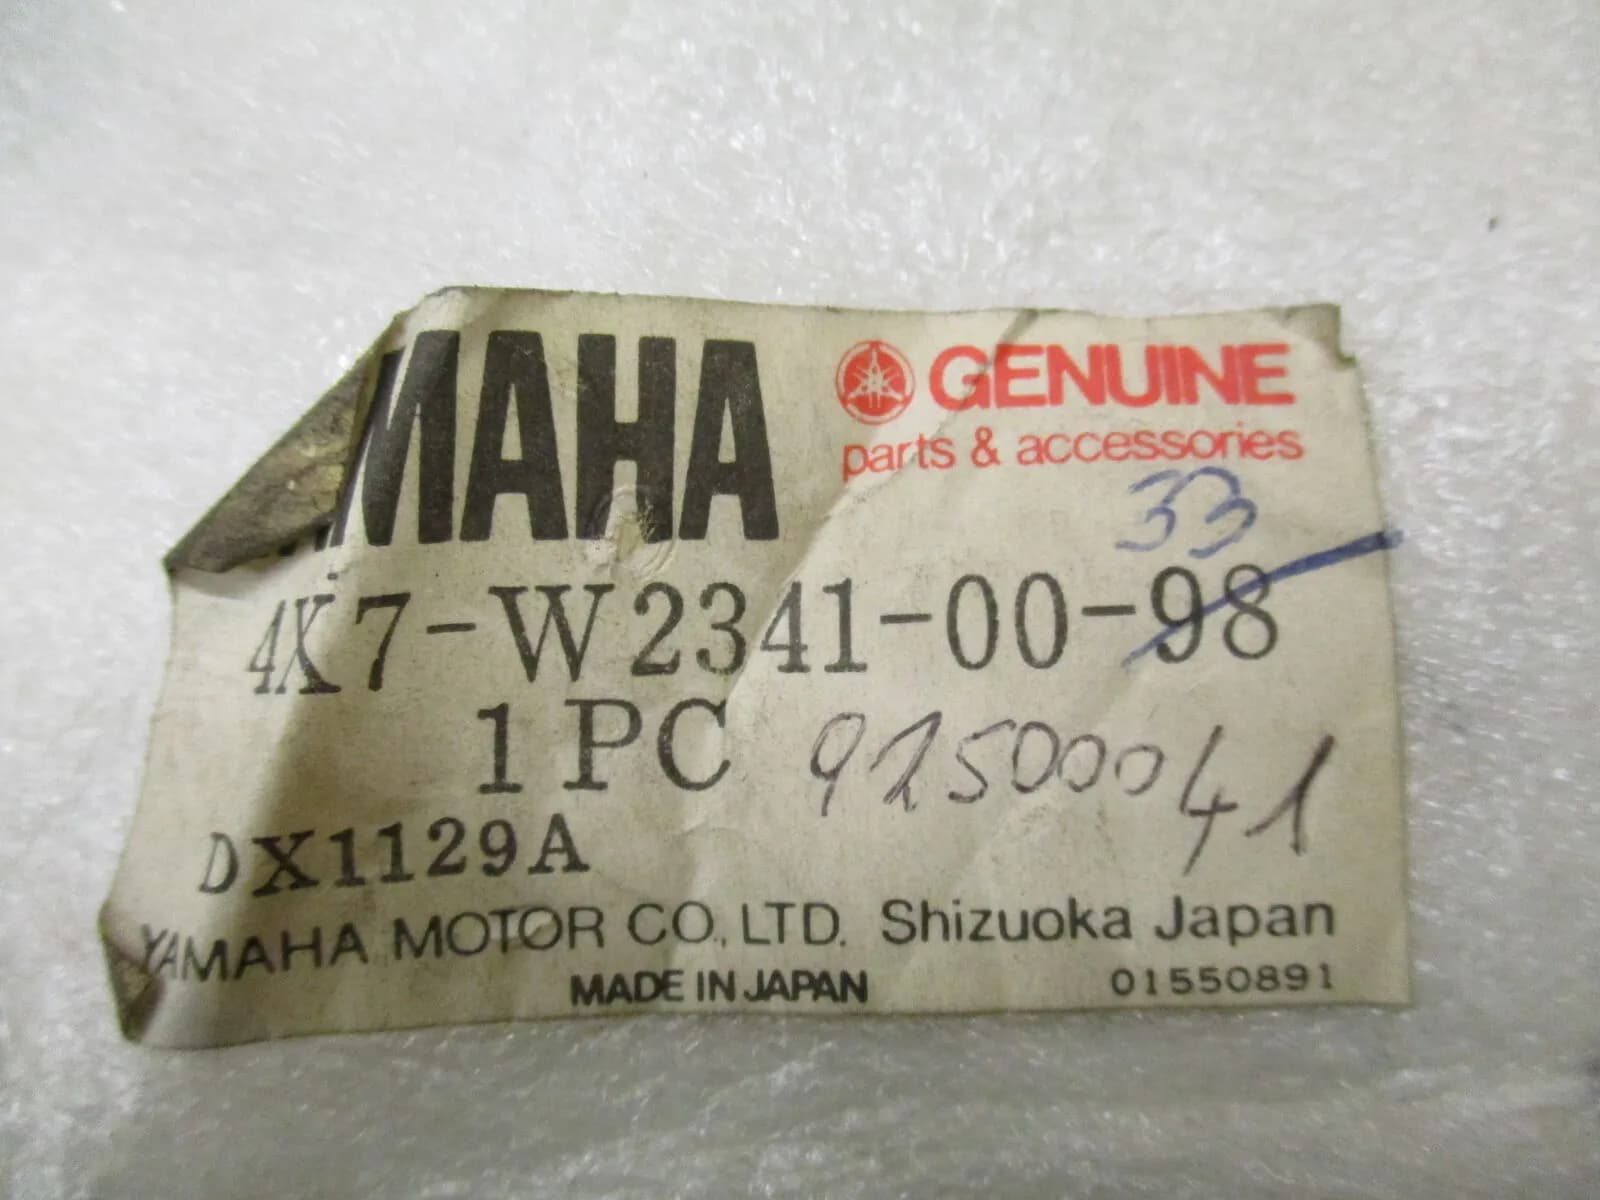 YAMAHA GENUINE
parts & accessories
33
4X7-W2341-00-98
1 PC 92500041
DX1129A
YAMAHA MOTOR CO., LTD. Shizuoka Japan
MADE IN JAPAN 01550891